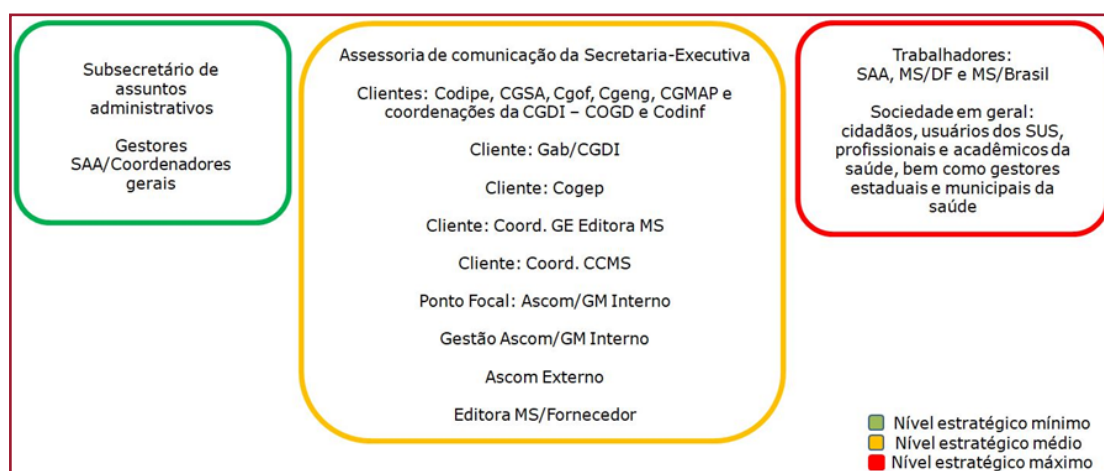 Subsecretário de
assuntos
administrativos
Gestores
SAA/Coordenadores
gerais
Assessoria de comunicação da Secretaria-Executiva
Clientes: Codipe, CGSA, Cgof, Cgeng, CGMAP e
coordenações da CGDI – COGD e Codinf
Cliente: Gab/CGDI
Cliente: Cogep
Cliente: Coord. GE Editora MS
Cliente: Coord. CCMS
Ponto Focal: Ascom/GM Interno
Gestão Ascom/GM Interno
Ascom Externo
Editora MS/Fornecedor
Trabalhadores:
SAA, MS/DF e MS/Brasil
Sociedade em geral:
cidadãos, usuários dos SUS,
profissionais e acadêmicos da
saúde, bem como gestores
estaduais e municipais da
saúde
Nível estratégico mínimo
Nível estratégico médio
Nível estratégico máximo